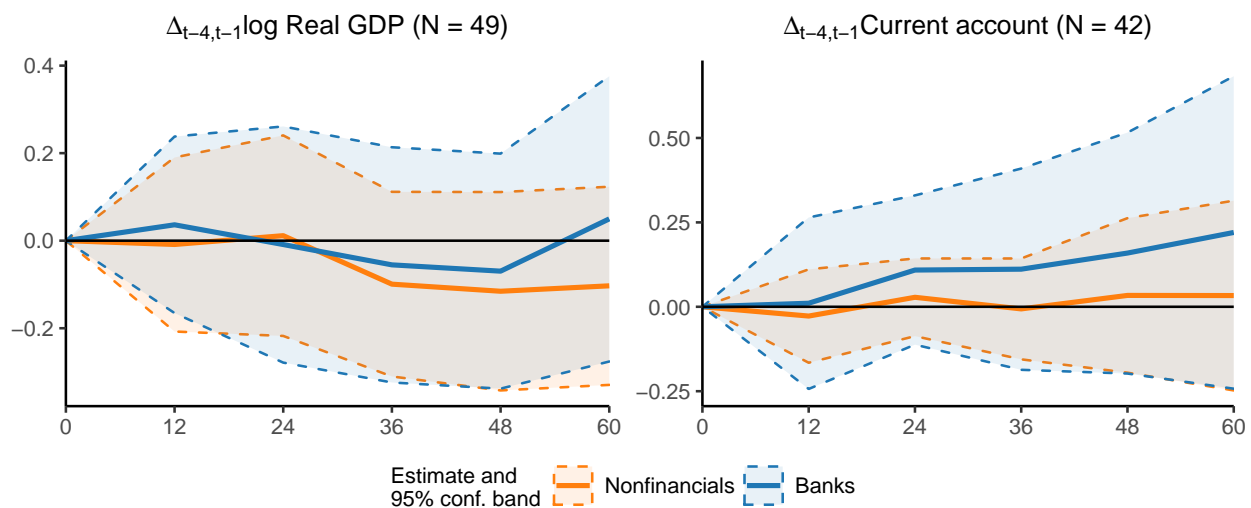 Δt−4,t−1log Real GDP (N = 49)
0.4
0.2
0.0
−0.2
0 12 24 36 48 60
Δt−4,t−1Current account (N = 42)
0.50
0.25
0.00
−0.25
0 12 24 36 48 60
Estimate and
95% conf. band
Nonfinancials
Banks